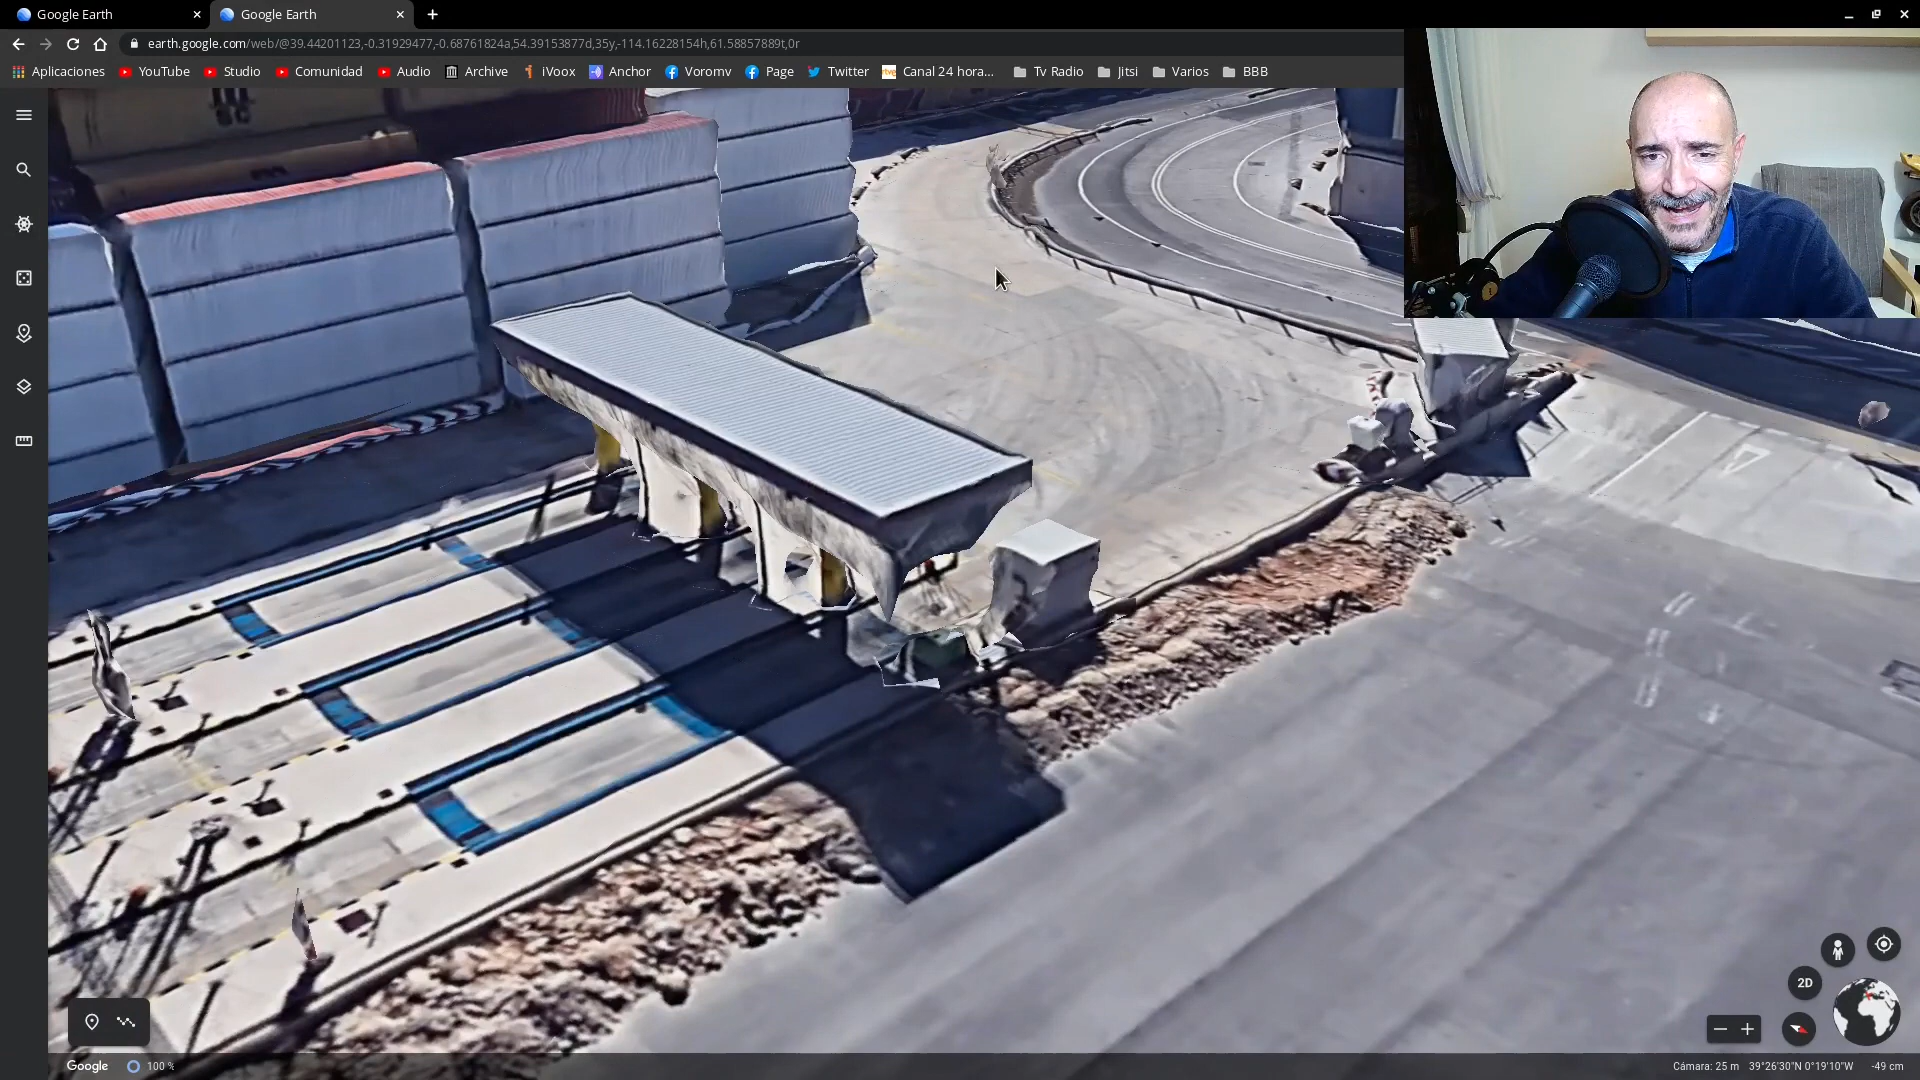 Google Earth
Google Earth
earth.google.com/web/@39.44201123,-0.31929477,-0.68761824a,54.39153877d,35y,-114.16228154h,61.58857889t,0r
Aplicaciones YouTube Studio Comunidad Audio Archive iVoox Anchor Voromv Page Twitter Canal 24 hora... Tv Radio Jitsi Varios BBB
2D
Google 100 % Cámara: 25 m 39°26'30"N 0°19'10"W -49 cm